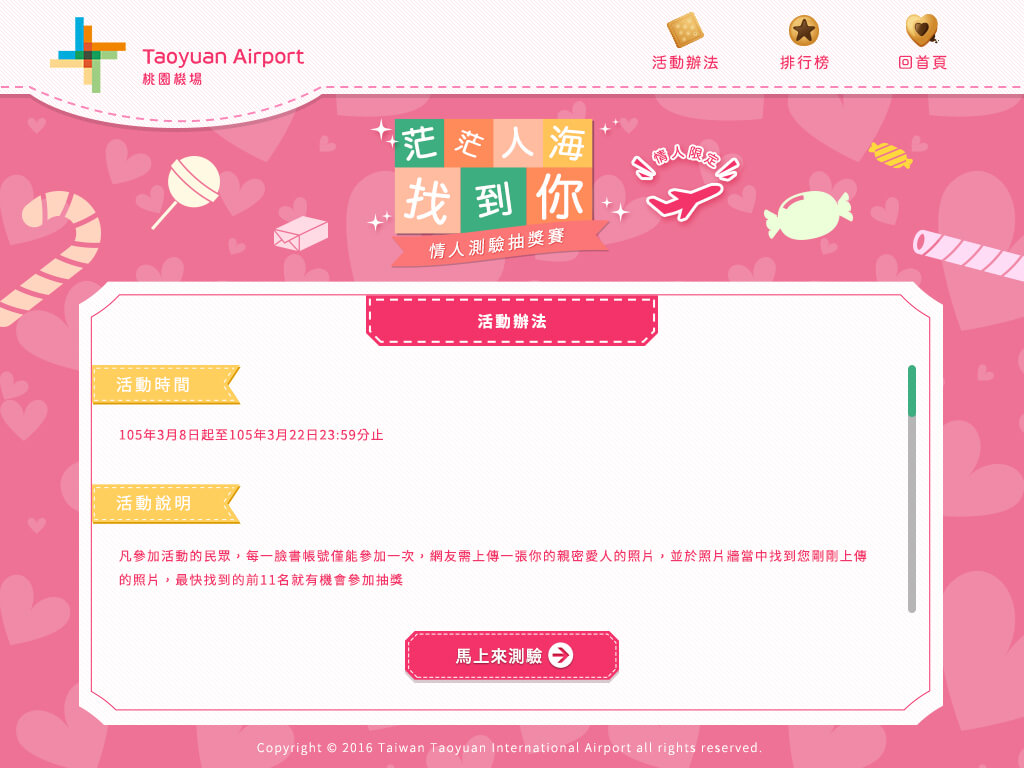 Taoyuan Airport
桃園機場
活動辦法
排行榜
回首頁
茫茫人海
找到你
情人測驗抽獎賽
情人限定
活動辦法
活動時間
105年3月8日起至105年3月22日23:59分止
活動說明
凡參加活動的民眾，每一臉書帳號僅能參加一次，網友需上傳一張你的親密愛人的照片，並於照片牆當中找到您剛剛上傳
的照片，最快找到的前11名就有機會參加抽獎
馬上來測驗
Copyright © 2016 Taiwan Taoyuan International Airport all rights reserved.